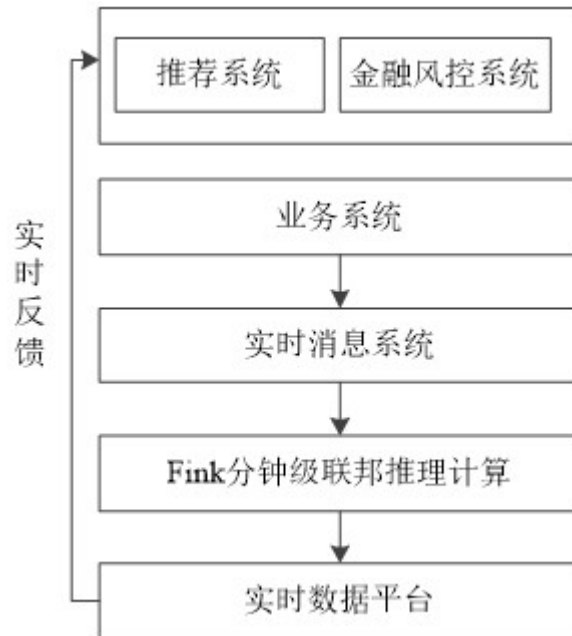 推荐系统
金融风控系统
业务系统
实时反馈
实时消息系统
Fink分钟级联邦推理计算
实时数据平台